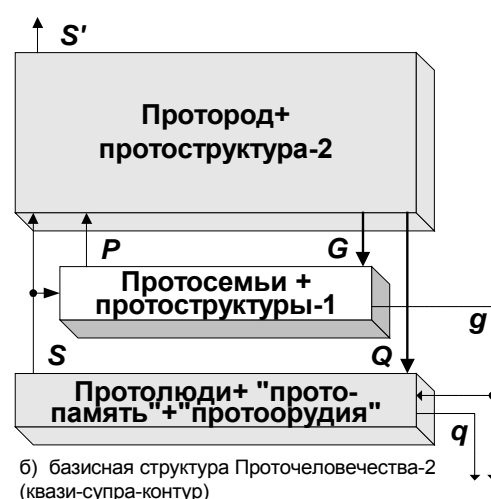 S'
Протород+
протоструктура-2
P
G
Протосемьи +
протоструктуры-1
g
S
Q
Протолюди+ "прото-
память"+"протоорудия"
q
б) базисная структура Проточеловечества-2
(квази-супра-контур)